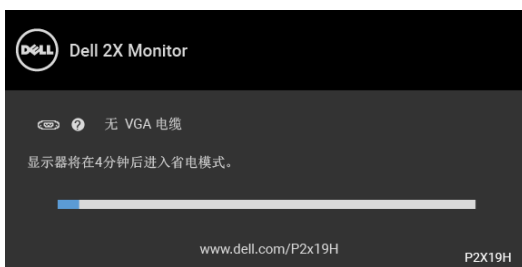 DELL
Dell 2X Monitor
? 无 VGA 电缆
显示器将在4分钟后进入省电模式。
www.dell.com/P2x19H
P2X19H